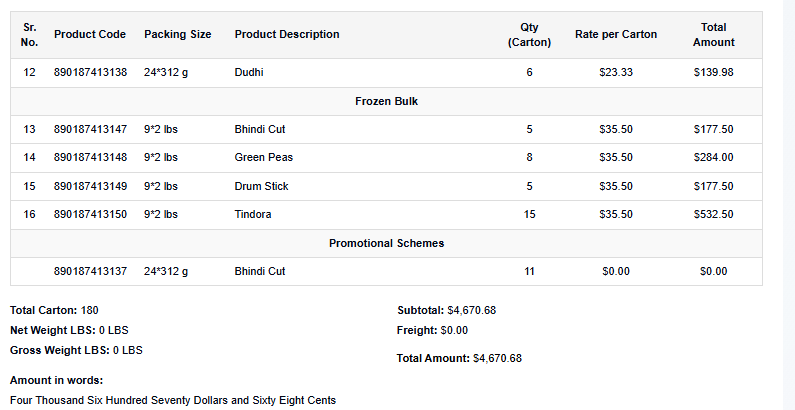 Sr. No. Product Code Packing Size Product Description Qty (Carton) Rate per Carton Total Amount
12 890187413138 24*312 g Dudhi 6 $23.33 $139.98
Frozen Bulk
13 890187413147 9*2 lbs Bhindi Cut 5 $35.50 $177.50
14 890187413148 9*2 lbs Green Peas 8 $35.50 $284.00
15 890187413149 9*2 lbs Drum Stick 5 $35.50 $177.50
16 890187413150 9*2 lbs Tindora 15 $35.50 $532.50
Promotional Schemes
890187413137 24*312 g Bhindi Cut 11 $0.00 $0.00
Total Carton: 180 Subtotal: $4,670.68
Net Weight LBS: 0 LBS Freight: $0.00
Gross Weight LBS: 0 LBS
Total Amount: $4,670.68
Amount in words:
Four Thousand Six Hundred Seventy Dollars and Sixty Eight Cents